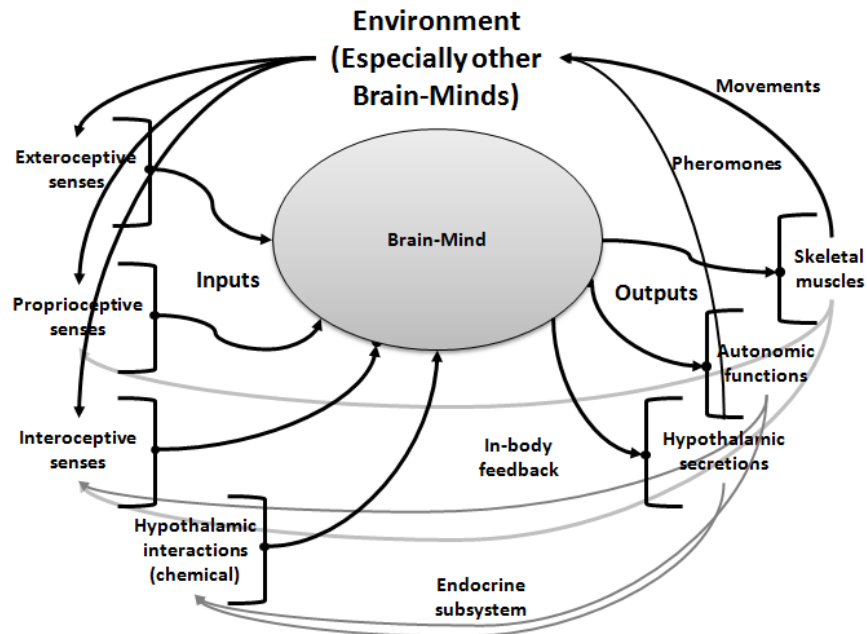 Environment
(Especially other
Brain-Minds)
Movements
Exteroceptive
senses
Pheromones
Brain-Mind
Skeletal
muscles
Inputs
Outputs
Proprioceptive
senses
Autonomic
functions
Interoceptive
senses
In-body
feedback
Hypothalamic
secretions
Hypothalamic
interactions
(chemical)
Endocrine
subsystem